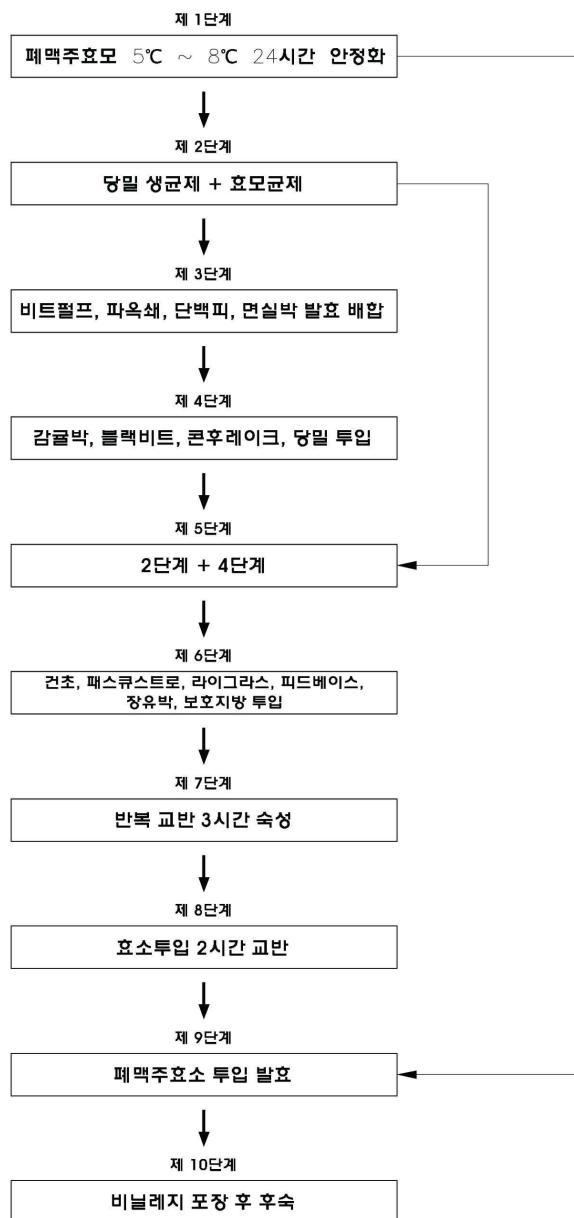 제 1단계
폐맥주효모 5℃ ~ 8℃ 24시간 안정화
제 2단계
당밀 생균제 + 효모균제
제 3단계
비트펄프, 파옥쇄, 단백피, 면실박 발효 배합
제 4단계
감귤박, 블랙비트, 콘후레이크, 당밀 투입
제 5단계
2단계 + 4단계
제 6단계
건초, 패스큐스트로, 라이그라스, 피드베이스,
장유박, 보호지방 투입
제 7단계
반복 교반 3시간 숙성
제 8단계
효소투입 2시간 교반
제 9단계
폐맥주효소 투입 발효
제 10단계
비닐레지 포장 후 후숙